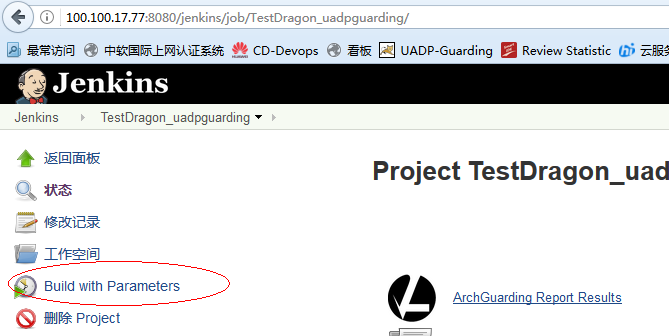 100.100.17.77:8080/jenkins/job/TestDragon_uadpguarding/
最常访问 中软国际上网认证系统 CD-Devops 看板 UADP-Guarding Review Statistic 云服
Jenkins
Jenkins TestDragon_uadpguarding
返回面板
Project TestDragon_uad
状态
修改记录
工作空间
Build with Parameters
ArchGuarding Report Results
删除 Project